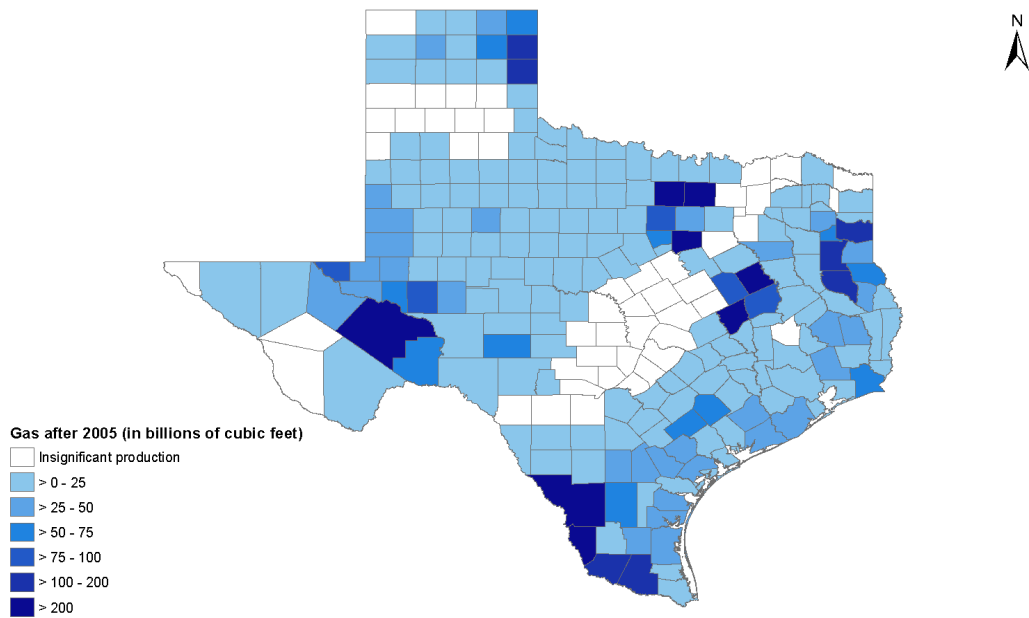 N
Gas after 2005 (in billions of cubic feet)
Insignificant production
> 0 - 25
> 25 - 50
> 50 - 75
> 75 - 100
> 100 - 200
> 200